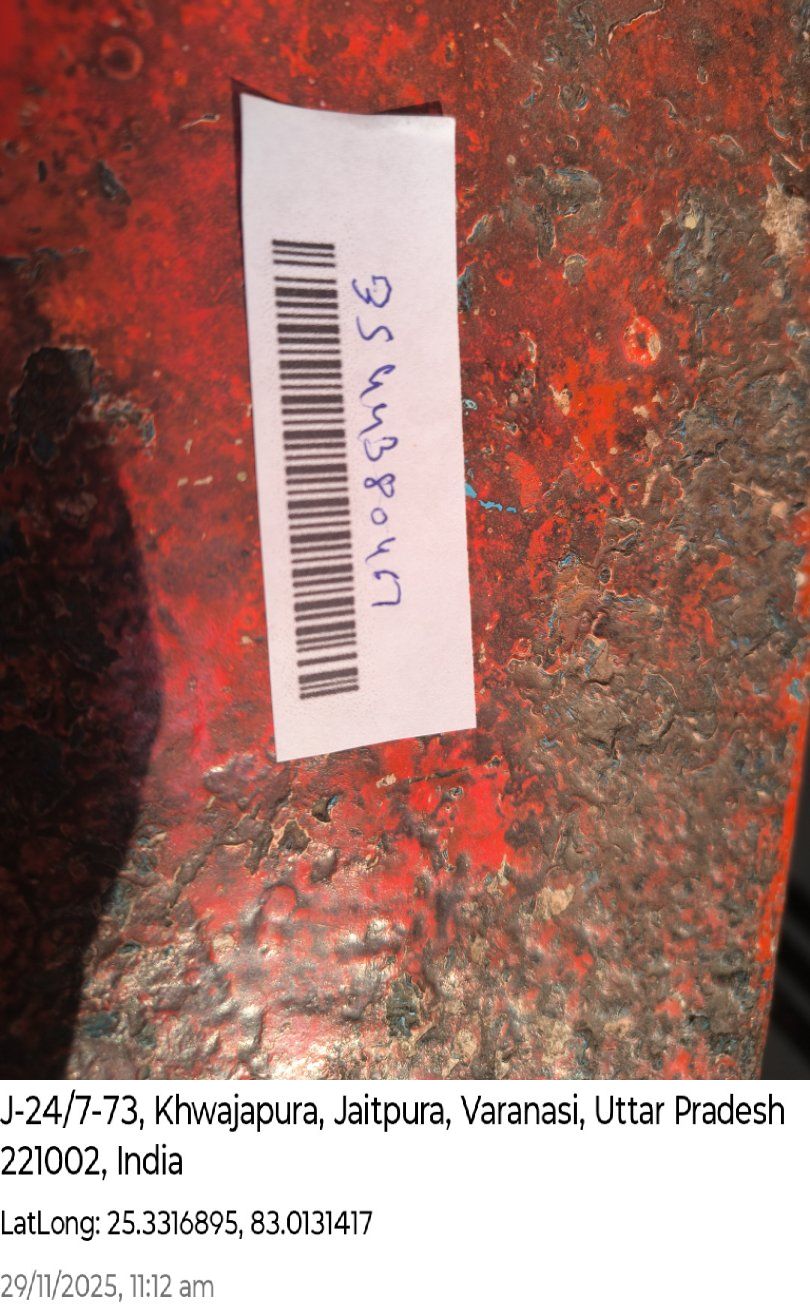 J-24/7-73, Khwajapura, Jaitpura, Varanasi, Uttar Pradesh
221002, India
LatLong: 25.3316895, 83.0131417
29/11/2025, 11:12 am